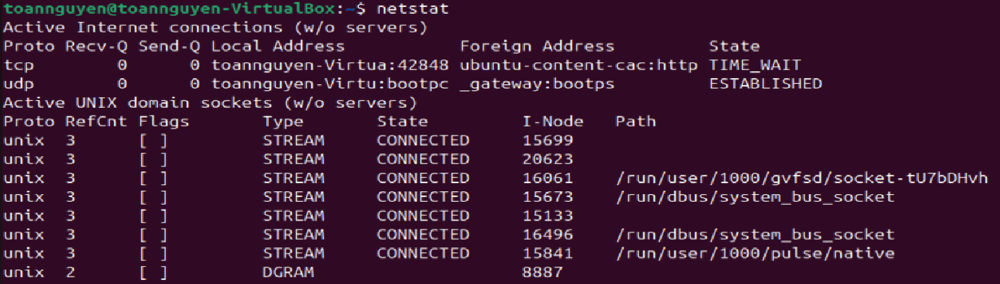 toannguyen@toannguyen-VirtualBox:~$ netstat
Active Internet connections (w/o servers)
Proto Recv-Q Send-Q Local Address           Foreign Address         State
tcp        0      0 toannguyen-Virtua:42848 ubuntu-content-cac:http TIME_WAIT
udp        0      0 toannguyen-Virtu:bootpc _gateway:bootps         ESTABLISHED
Active UNIX domain sockets (w/o servers)
Proto RefCnt Flags       Type       State         I-Node   Path
unix  3      [ ]         STREAM     CONNECTED     15699
unix  3      [ ]         STREAM     CONNECTED     20623
unix  3      [ ]         STREAM     CONNECTED     16061    /run/user/1000/gvfsd/socket-tU7bDHvh
unix  3      [ ]         STREAM     CONNECTED     15673    /run/dbus/system_bus_socket
unix  3      [ ]         STREAM     CONNECTED     15133
unix  3      [ ]         STREAM     CONNECTED     16496    /run/dbus/system_bus_socket
unix  3      [ ]         STREAM     CONNECTED     15841    /run/user/1000/pulse/native
unix  2      [ ]         DGRAM                    8887